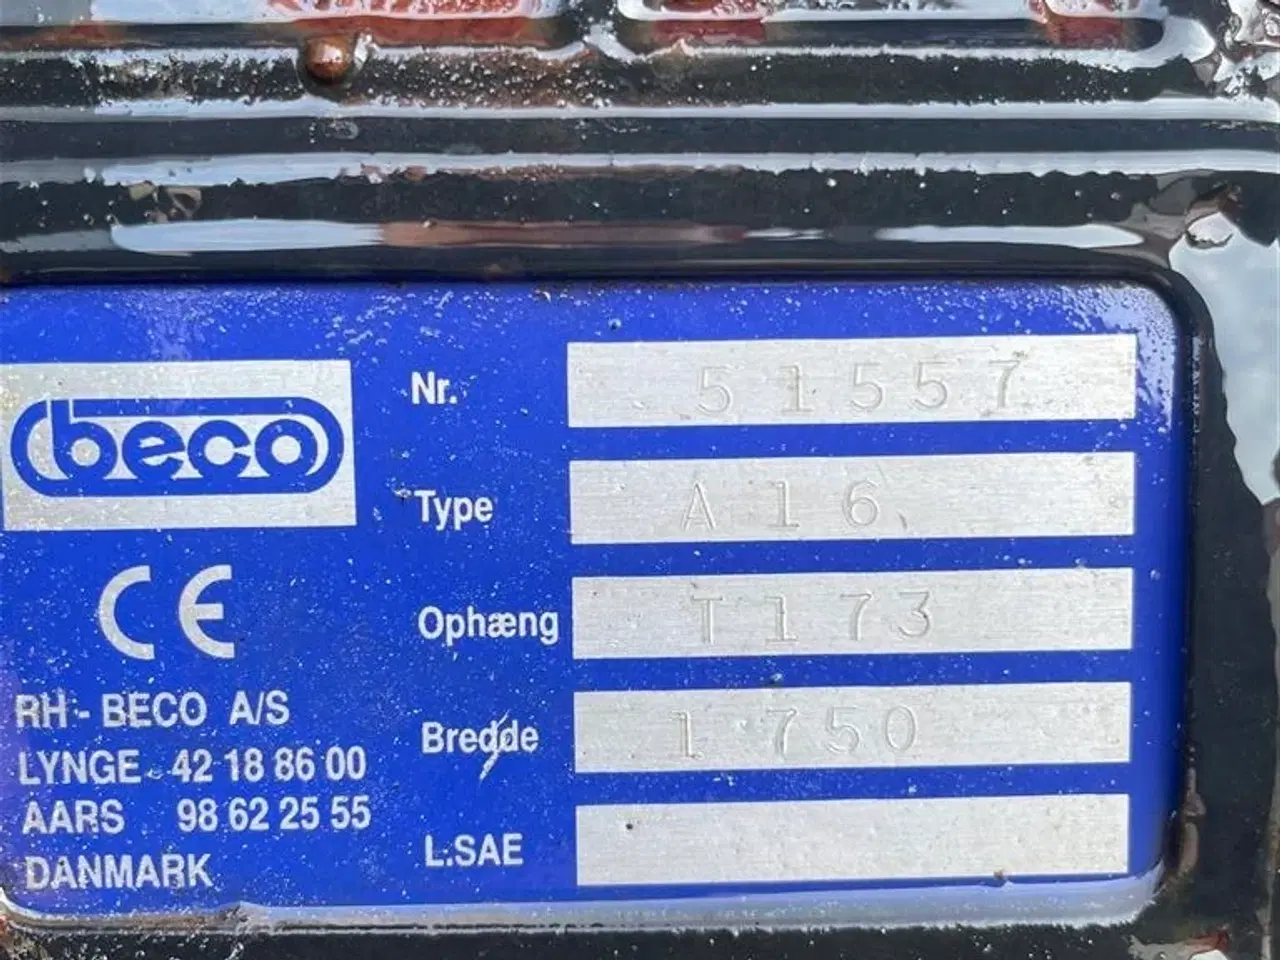 beco
CE
RH-BECO A/S
LYNGE 42 18 86 00
AARS 98 62 25 55
DANMARK
Nr. 51557
Type A16
Ophæng T173
Bredde 1750
L.SAE